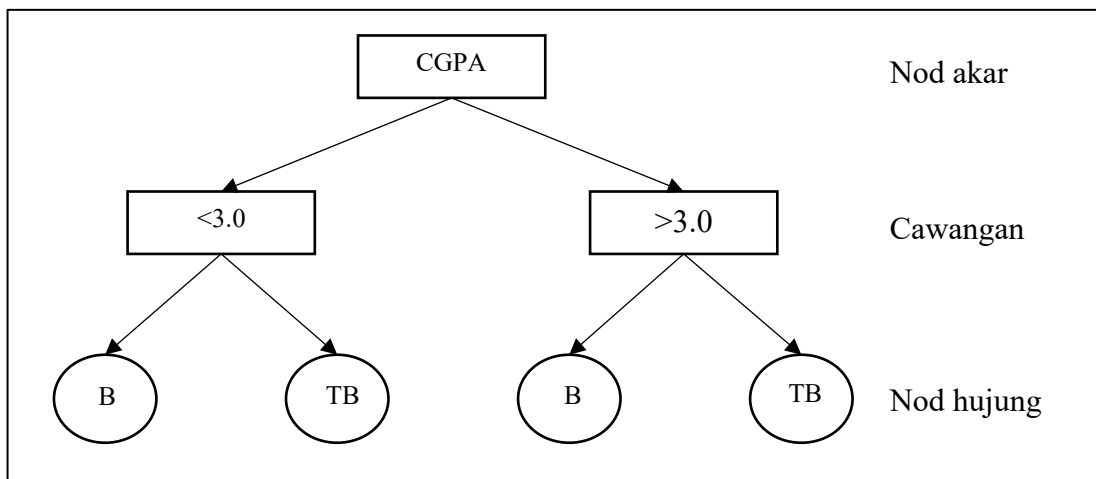 CGPA
Nod akar
<3.0
>3.0
Cawangan
B
TB
B
TB
Nod hujung